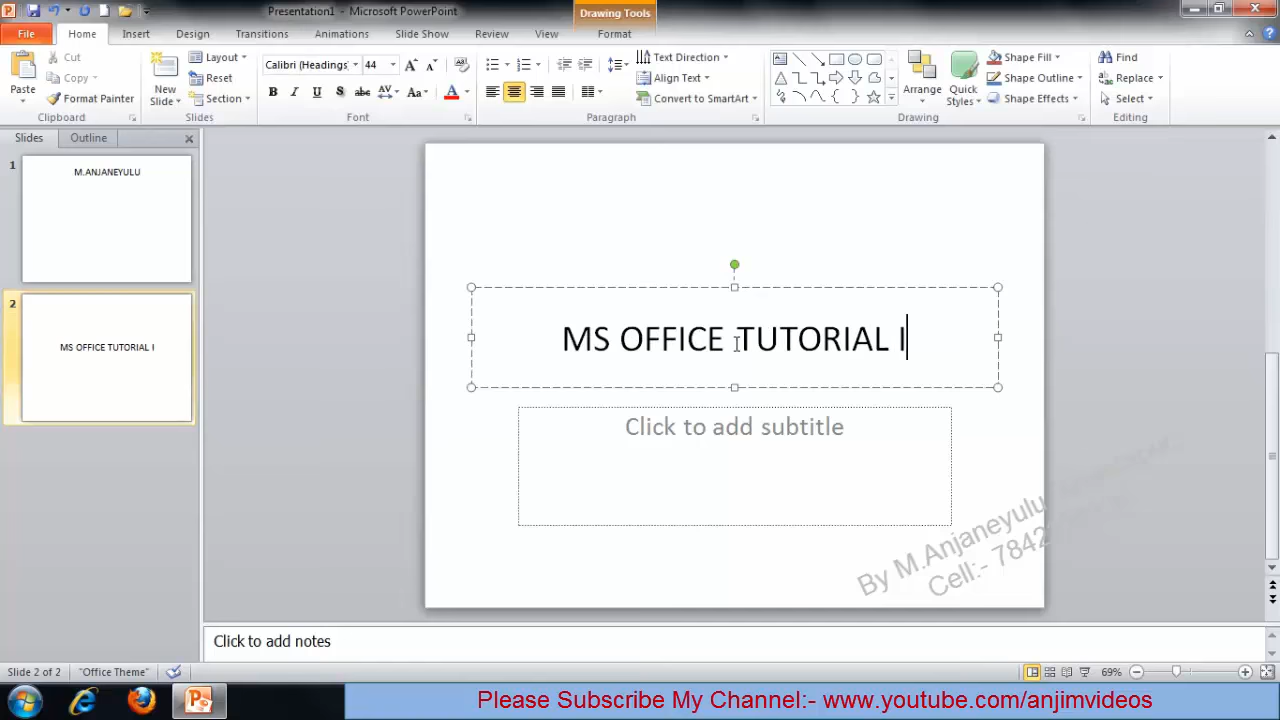 Presentation1 - Microsoft PowerPoint
Drawing Tools
File Home Insert Design Transitions Animations Slide Show Review View Format
Paste
Cut
Copy
Format Painter
Clipboard
New
Slide
Layout
Reset
Section
Slides
Calibri (Headings 44
Font
Text Direction
Align Text
Convert to SmartArt
Paragraph
Arrange
Quick
Styles
Shape Fill
Shape Outline
Shape Effects
Drawing
Find
Replace
Select
Editing
Slides Outline
1
M.ANJANEYULU
2
MS OFFICE TUTORIAL I
MS OFFICE TUTORIAL I
Click to add subtitle
By M.Anjaneyulu
Cell:- 7842
Click to add notes
Slide 2 of 2 "Office Theme" 69%
Please Subscribe My Channel:- www.youtube.com/anjimvideos